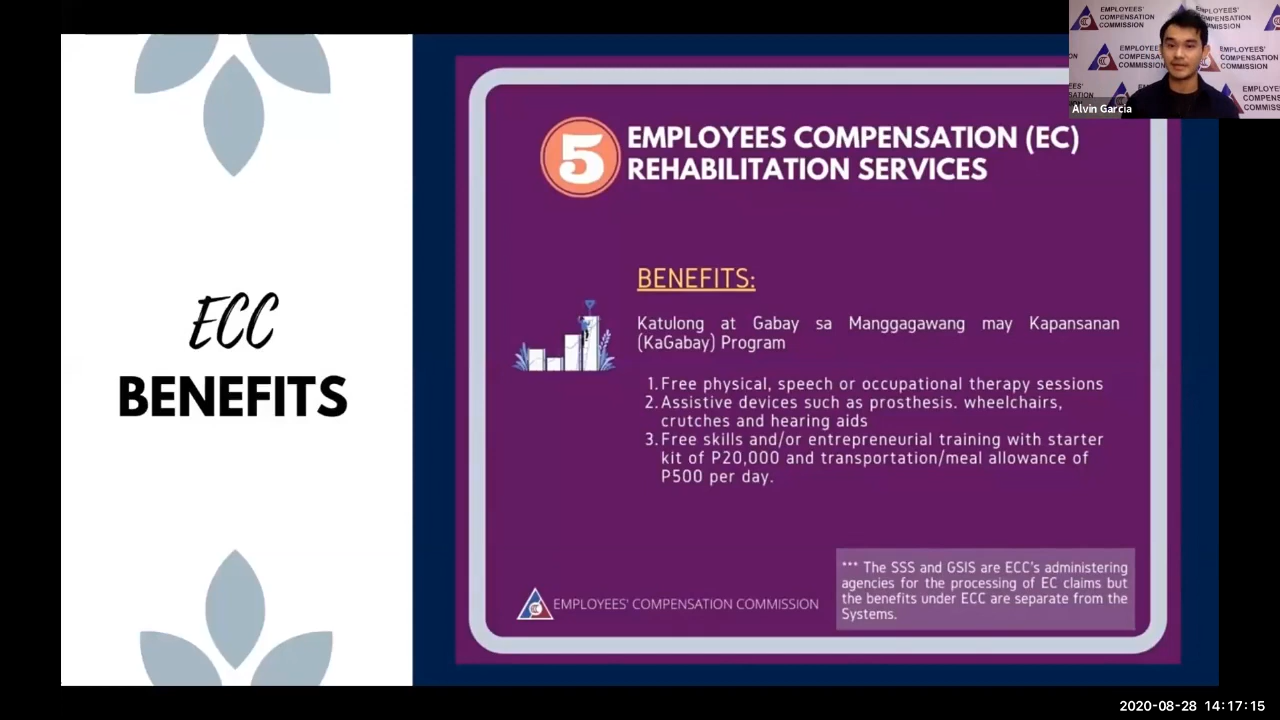 ECC
BENEFITS
5
EMPLOYEES COMPENSATION (EC)
REHABILITATION SERVICES
BENEFITS:
Katulong at Gabay sa Manggagawang may Kapansanan
(KaGabay) Program
1. Free physical, speech or occupational therapy sessions
2. Assistive devices such as prosthesis. wheelchairs,
crutches and hearing aids
3. Free skills and/or entrepreneurial training with starter
kit of P20,000 and transportation/meal allowance of
P500 per day.
*** The SSS and GSIS are ECC's administering
agencies for the processing of EC claims but
the benefits under ECC are separate from the
Systems.
EMPLOYEES' COMPENSATION COMMISSION
EMPLOYEES'
COMPENSATION
COMMISSION
Alvin Garcia
2020-08-28 14:17:15